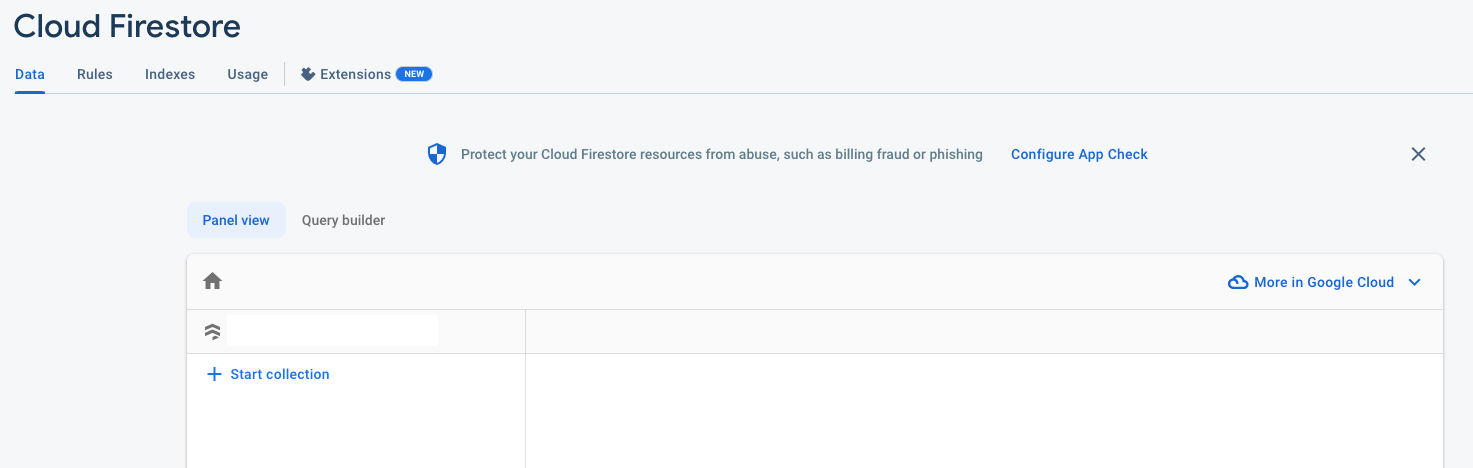 Cloud Firestore
Data Rules Indexes Usage Extensions NEW
Protect your Cloud Firestore resources from abuse, such as billing fraud or phishing Configure App Check
Panel view Query builder
More in Google Cloud
Start collection